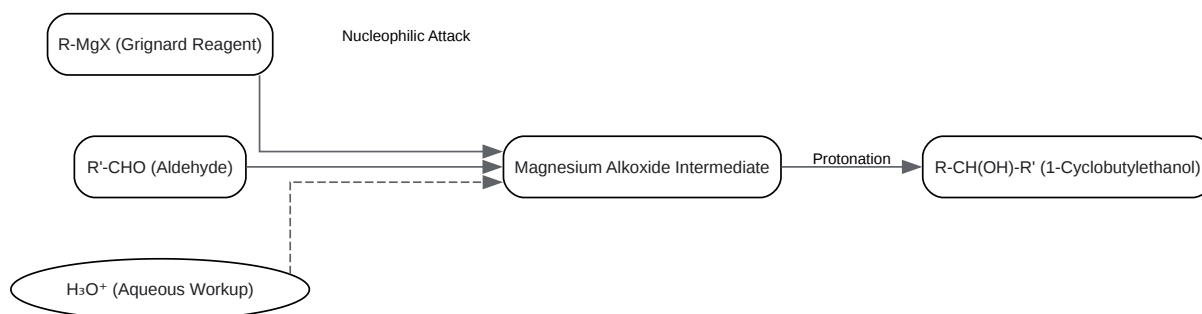 R-MgX (Grignard Reagent)
Nucleophilic Attack
R'-CHO (Aldehyde)
Magnesium Alkoxide Intermediate
Protonation
R-CH(OH)-R' (1-Cyclobutylethanol)
H₃O⁺ (Aqueous Workup)